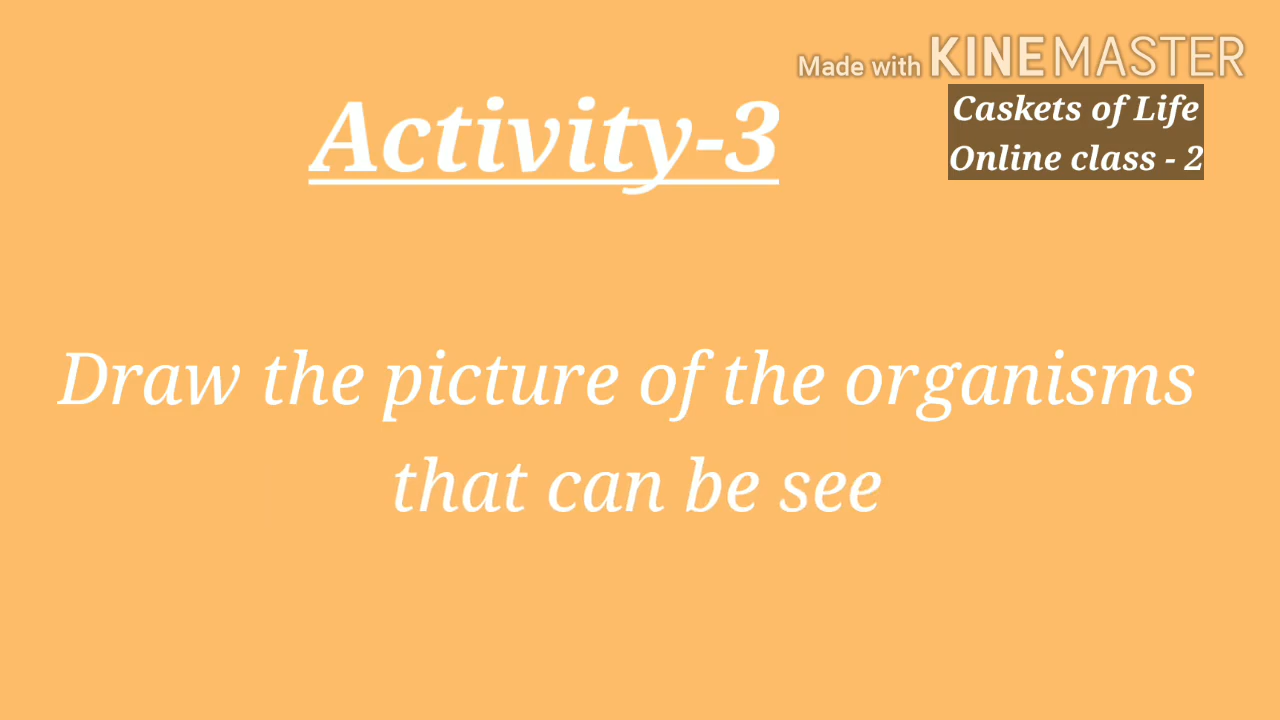 Made with KINEMASTER
Activity-3
Caskets of Life
Online class - 2
Draw the picture of the organisms
that can be see